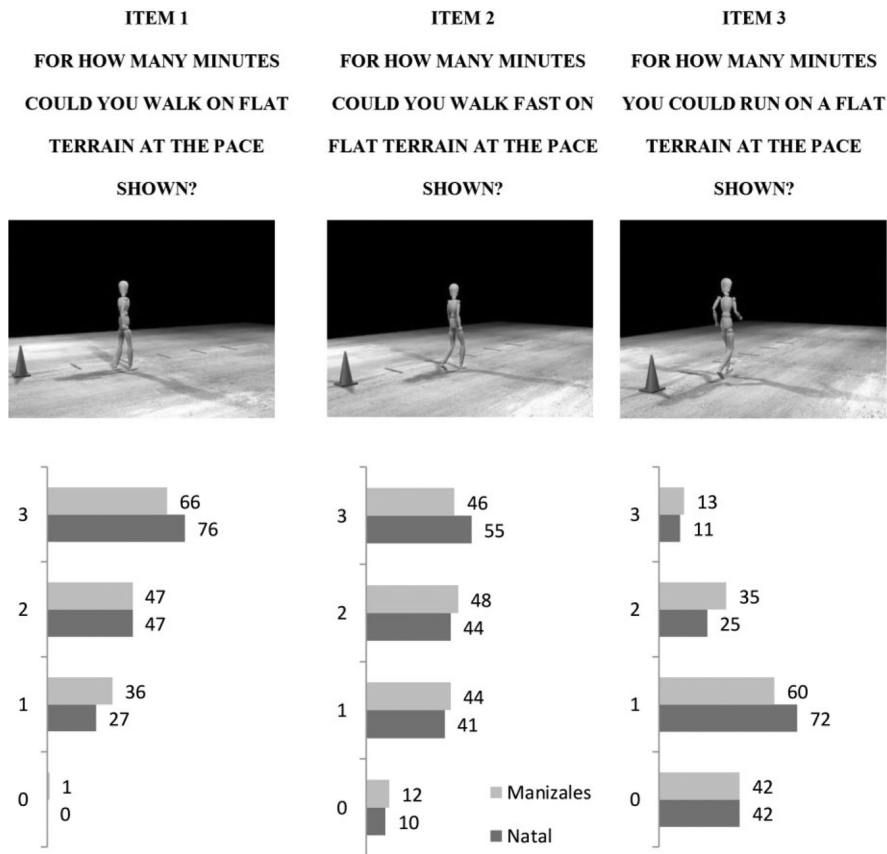 ITEM 1
FOR HOW MANY MINUTES
COULD YOU WALK ON FLAT
TERRAIN AT THE PACE
SHOWN?
ITEM 2
FOR HOW MANY MINUTES
COULD YOU WALK FAST ON
FLAT TERRAIN AT THE PACE
SHOWN?
ITEM 3
FOR HOW MANY MINUTES
YOU COULD RUN ON A FLAT
TERRAIN AT THE PACE
SHOWN?
3
66
76
2
47
47
1
36
27
0
1
0
3
46
55
2
48
44
1
44
41
0
12
10
Manizales
Natal
3
13
11
2
35
25
1
60
72
0
42
42